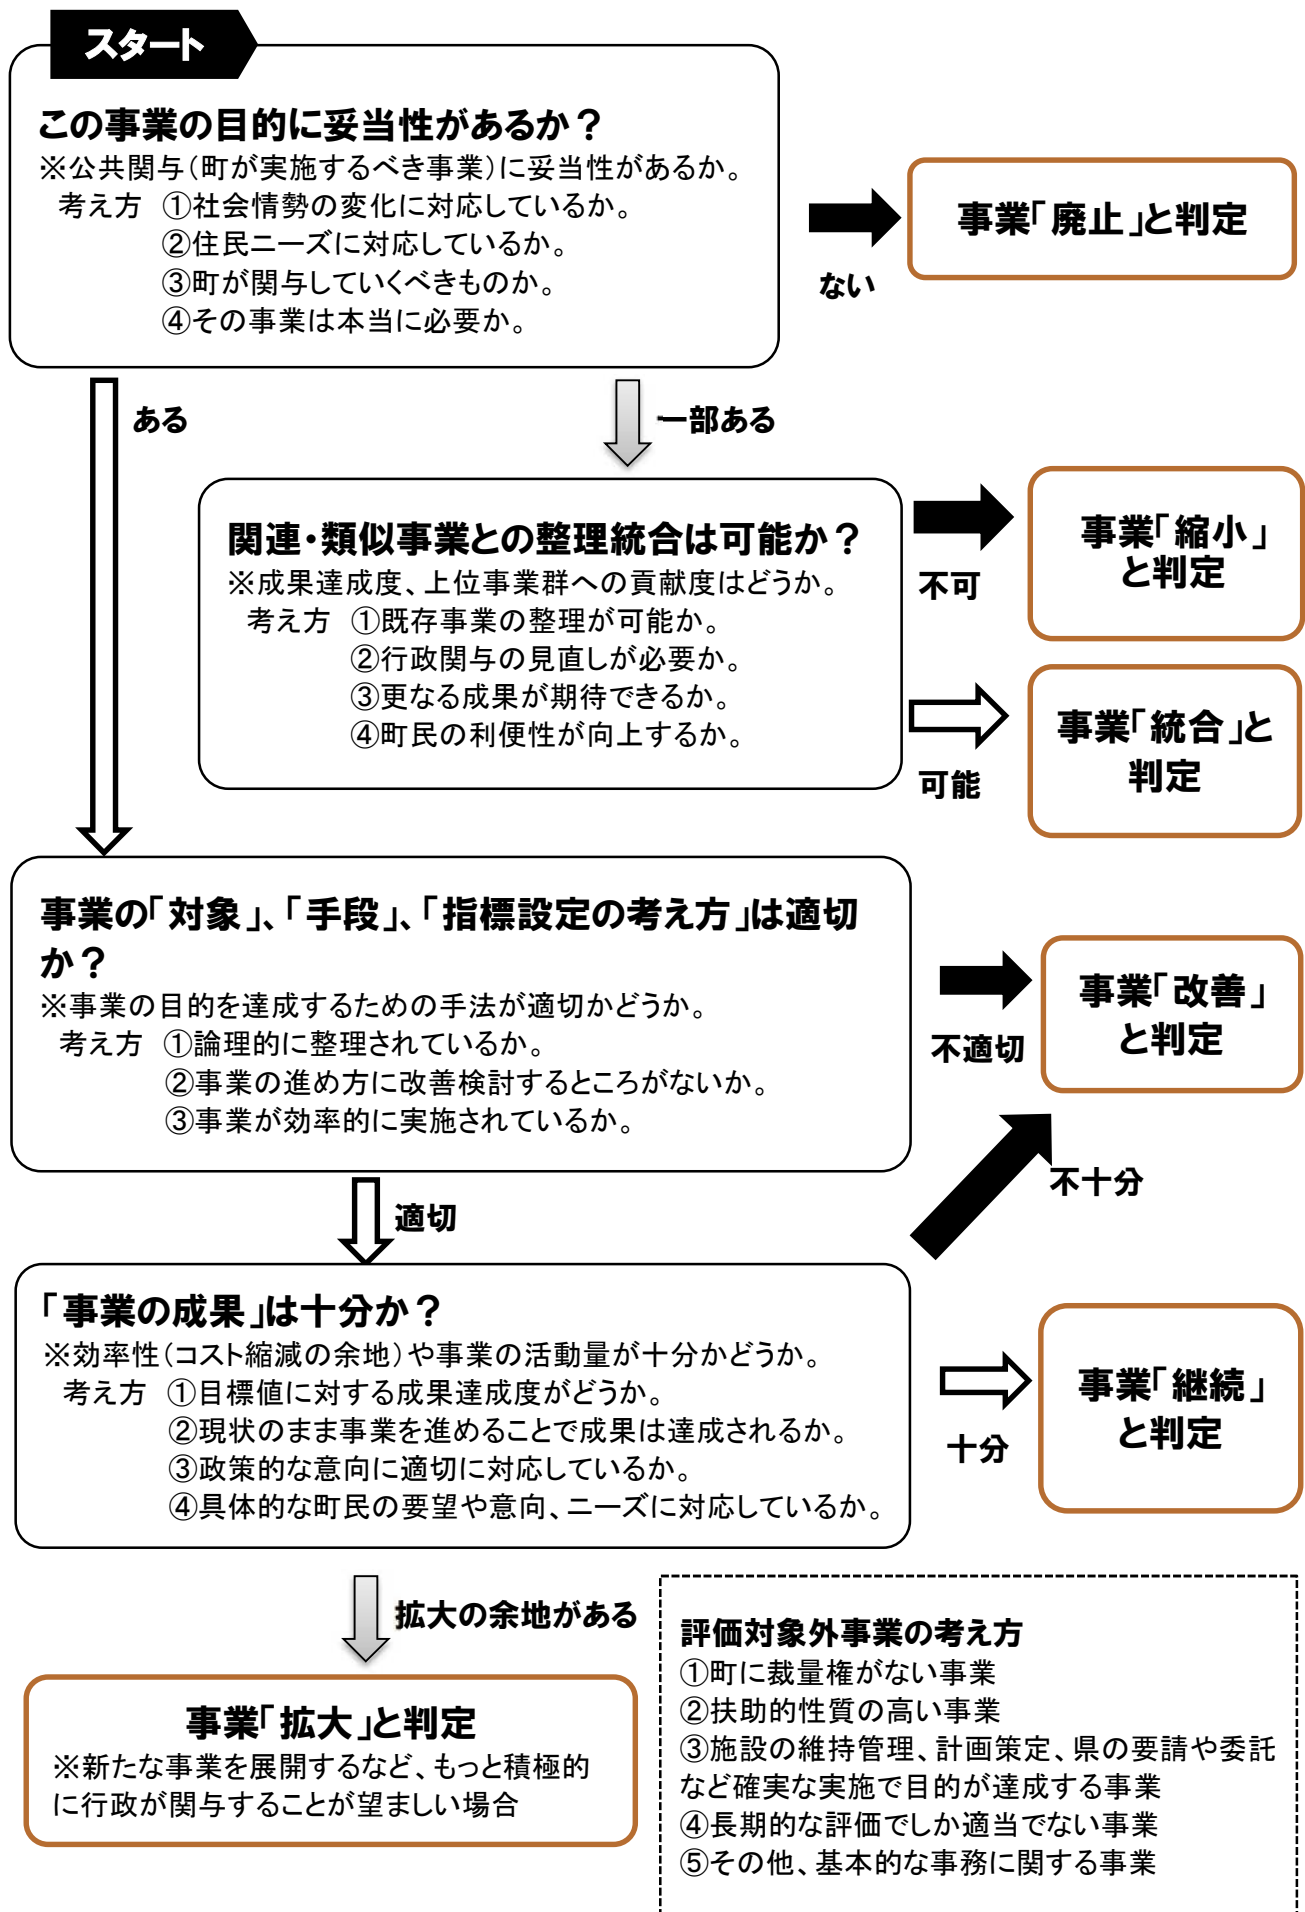 スタート
この事業の目的に妥当性があるか？
※公共関与（町が実施するべき事業）に妥当性があるか。
考え方　①社会情勢の変化に対応しているか。
②住民ニーズに対応しているか。
③町が関与していくべきものか。
④その事業は本当に必要か。
ない
事業「廃止」と判定
ある
一部ある
関連・類似事業との整理統合は可能か？
※成果達成度、上位事業群への貢献度はどうか。
考え方　①既存事業の整理が可能か。
②行政関与の見直しが必要か。
③更なる成果が期待できるか。
④町民の利便性が向上するか。
不可
事業「縮小」
と判定
可能
事業「統合」と
判定
事業の「対象」、「手段」、「指標設定の考え方」は適切
か？
※事業の目的を達成するための手法が適切かどうか。
考え方　①論理的に整理されているか。
②事業の進め方に改善検討するところがないか。
③事業が効率的に実施されているか。
不適切
事業「改善」
と判定
不十分
適切
「事業の成果」は十分か？
※効率性（コスト縮減の余地）や事業の活動量が十分かどうか。
考え方　①目標値に対する成果達成度がどうか。
②現状のまま事業を進めることで成果は達成されるか。
③政策的な意向に適切に対応しているか。
④具体的な町民の要望や意向、ニーズに対応しているか。
十分
事業「継続」
と判定
拡大の余地がある
事業「拡大」と判定
※新たな事業を展開するなど、もっと積極的
に行政が関与することが望ましい場合
評価対象外事業の考え方
①町に裁量権がない事業
②扶助的性質の高い事業
③施設の維持管理、計画策定、県の要請や委託
など確実な実施で目的が達成する事業
④長期的な評価でしか適当でない事業
⑤その他、基本的な事務に関する事業